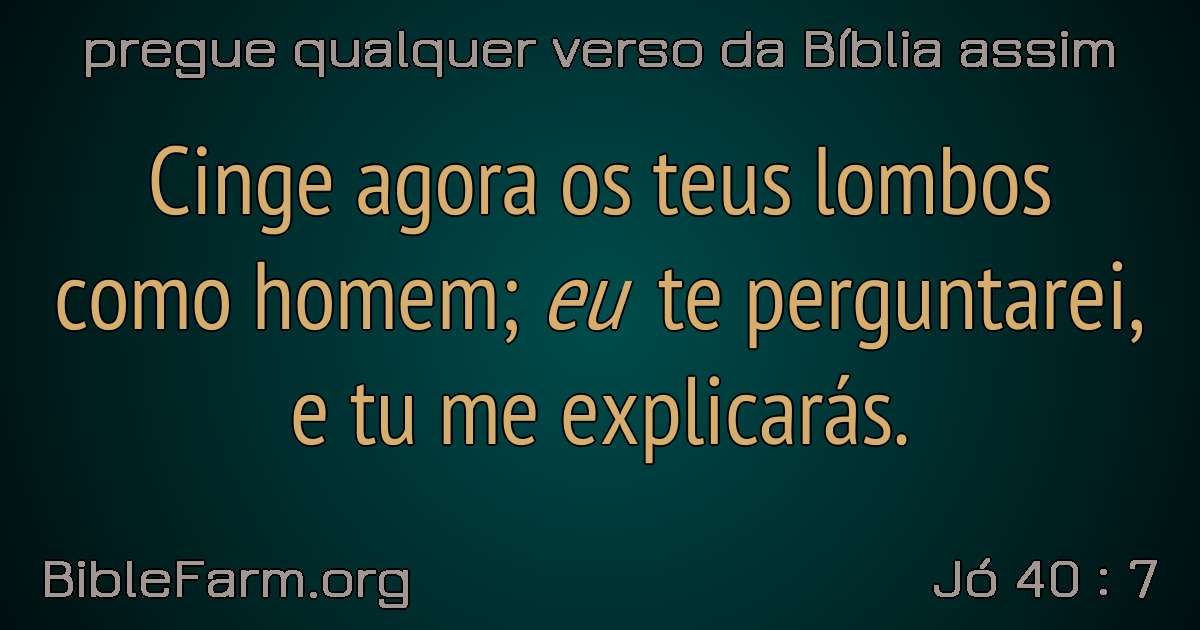 pregue qualquer verso da Bíblia assim
Cinge agora os teus lombos
como homem; eu te perguntarei,
e tu me explicarás.
BibleFarm.org
Jó 40 : 7